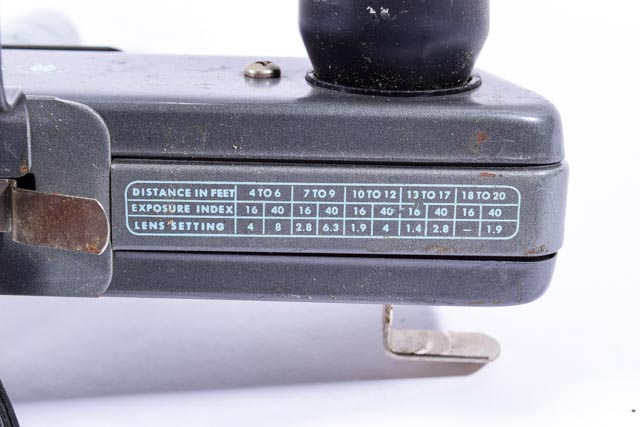 DISTANCE IN FEET 4 TO 6 7 TO 9 10 TO 12 13 TO 17 18 TO 20
EXPOSURE INDEX 16 40 16 40 16 40 16 40 16 40
LENS SETTING 4 8 2.8 6.3 1.9 4 1.4 2.8 – 1.9